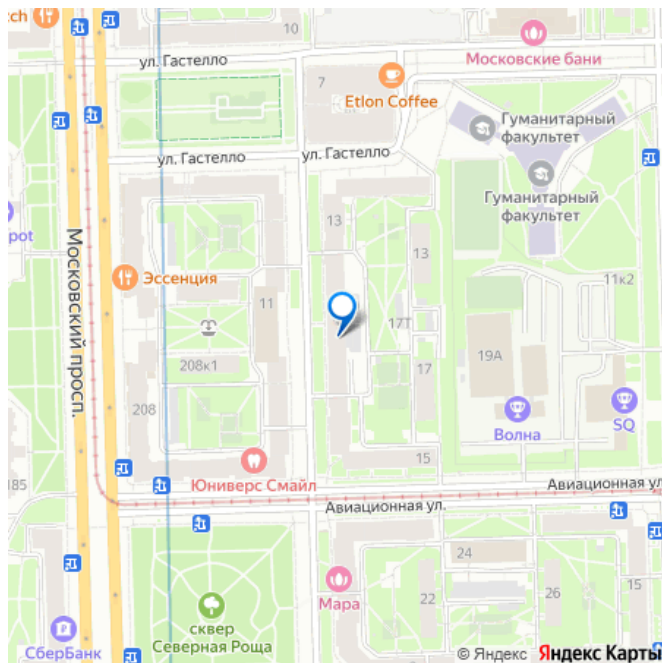 ch
10
ул. Гастелло
Московские бани
7
Etlon Coffee
Гуманитарный
факультет
ул. Гастелло
ул. Гастелло
Гуманитарный
факультет
13
pot
Московский просп.
13
Эссенция
11к2
11
17Т
19А
208к1
17
208
SQ
Волна
15
Юниверс Смайл
185
Авиационная ул
Авиационная ул.
24
15
22
26
Мара
сквер
Северная Роща
СберБанк
© Яндекс Яндекс Карты